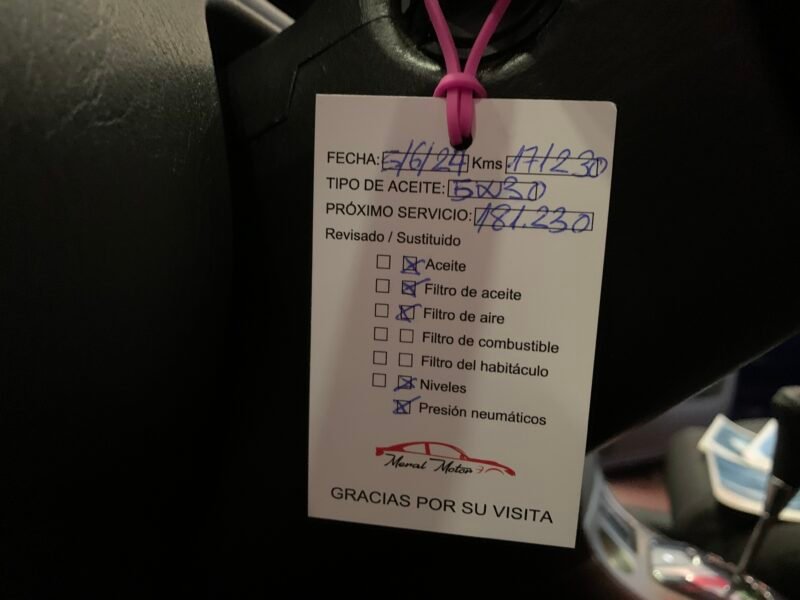 FECHA: 5/6/24 Kms 171230
TIPO DE ACEITE: 5W30
PRÓXIMO SERVICIO: 181.230
Revisado / Sustituido
Aceite
Filtro de aceite
Filtro de aire
Filtro de combustible
Filtro del habitáculo
Niveles
Presión neumáticos
Menal Motor
GRACIAS POR SU VISITA